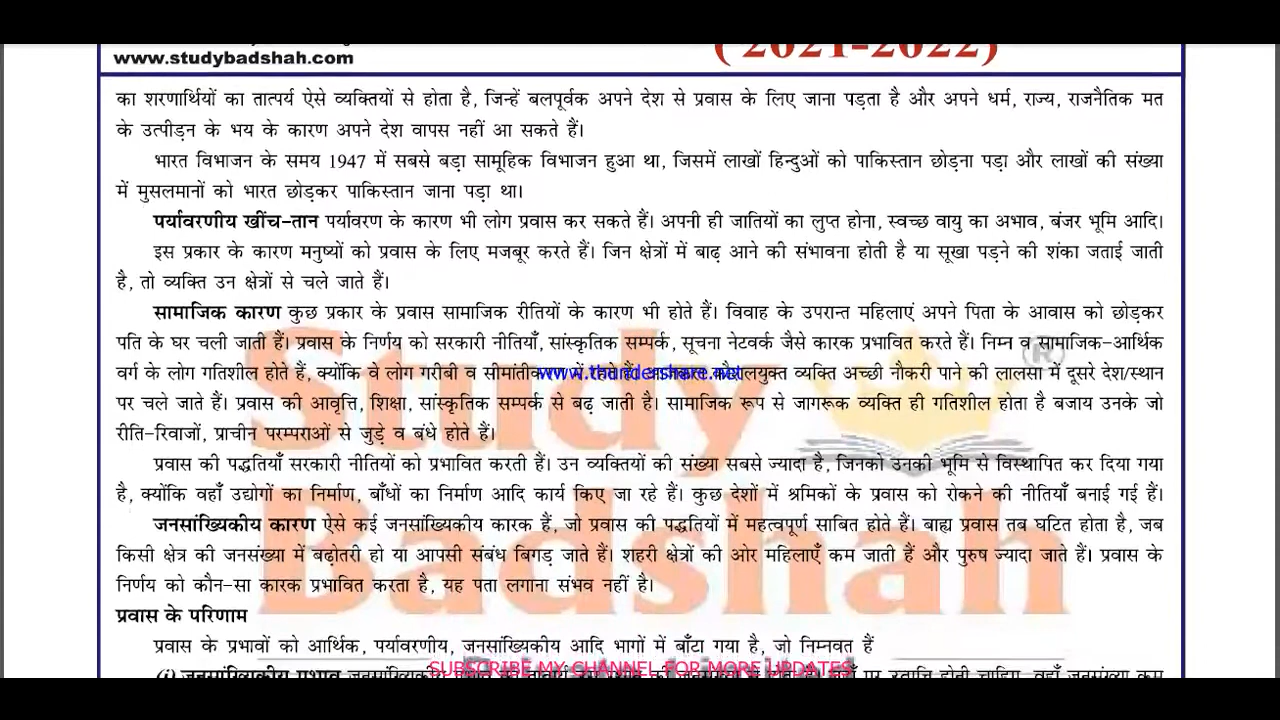 www.studybadshah.com
(2021-2022)
का शरणार्थियों का तात्पर्य ऐसे व्यक्तियों से होता है, जिन्हें बलपूर्वक अपने देश से प्रवास के लिए जाना पड़ता है और अपने धर्म, राज्य, राजनैतिक मत
के उत्पीड़न के भय के कारण अपने देश वापस नहीं आ सकते हैं।
भारत विभाजन के समय 1947 में सबसे बड़ा सामूहिक विभाजन हुआ था, जिसमें लाखों हिन्दुओं को पाकिस्तान छोड़ना पड़ा और लाखों की संख्या
में मुसलमानों को भारत छोड़कर पाकिस्तान जाना पड़ा था।
पर्यावरणीय खींच-तान पर्यावरण के कारण भी लोग प्रवास कर सकते हैं। अपनी ही जातियों का लुप्त होना, स्वच्छ वायु का अभाव, बंजर भूमि आदि।
इस प्रकार के कारण मनुष्यों को प्रवास के लिए मजबूर करते हैं। जिन क्षेत्रों में बाढ़ आने की संभावना होती है या सूखा पड़ने की शंका जताई जाती
है, तो व्यक्ति उन क्षेत्रों से चले जाते हैं।
सामाजिक कारण कुछ प्रकार के प्रवास सामाजिक रीतियों के कारण भी होते हैं। विवाह के उपरान्त महिलाएं अपने पिता के आवास को छोड़कर
पति के घर चली जाती हैं। प्रवास के निर्णय को सरकारी नीतियाँ, सांस्कृतिक सम्पर्क, सूचना नेटवर्क जैसे कारक प्रभावित करते हैं। निम्न व सामाजिक-आर्थिक
वर्ग के लोग गतिशील होते हैं, क्योंकि वे लोग गरीबी व www.thundershare.net व्यक्ति अच्छी नौकरी पाने की लालसा में दूसरे देश/स्थान
पर चले जाते हैं। प्रवास की आवृत्ति, शिक्षा, सांस्कृतिक सम्पर्क से बढ़ जाती है। सामाजिक रूप से जागरूक व्यक्ति ही गतिशील होता है बजाय उनके जो
रीति-रिवाजों, प्राचीन परम्पराओं से जुड़े व बंधे होते हैं।
प्रवास की पद्धतियाँ सरकारी नीतियों को प्रभावित करती हैं। उन व्यक्तियों की संख्या सबसे ज्यादा है, जिनको उनकी भूमि से विस्थापित कर दिया गया
है, क्योंकि वहाँ उद्योगों का निर्माण, बाँधों का निर्माण आदि कार्य किए जा रहे हैं। कुछ देशों में श्रमिकों के प्रवास को रोकने की नीतियाँ बनाई गई हैं।
जनसांख्यिकीय कारण ऐसे कई जनसांख्यिकीय कारक हैं, जो प्रवास की पद्धतियों में महत्वपूर्ण साबित होते हैं। बाह्य प्रवास तब घटित होता है, जब
किसी क्षेत्र की जनसंख्या में बढ़ोतरी हो या आपसी संबंध बिगड़ जाते हैं। शहरी क्षेत्रों की ओर महिलाएँ कम जाती हैं और पुरुष ज्यादा जाते हैं। प्रवास के
निर्णय को कौन-सा कारक प्रभावित करता है, यह पता लगाना संभव नहीं है।
प्रवास के परिणाम
प्रवास के प्रभावों को आर्थिक, पर्यावरणीय, जनसांख्यिकीय आदि भागों में बाँटा गया है, जो निम्नवत हैं
SUBSCRIBE MY CHANNEL FOR MORE UPDATES
(i) जनसांख्यिकीय प्रभाव
Study
Badshah
®